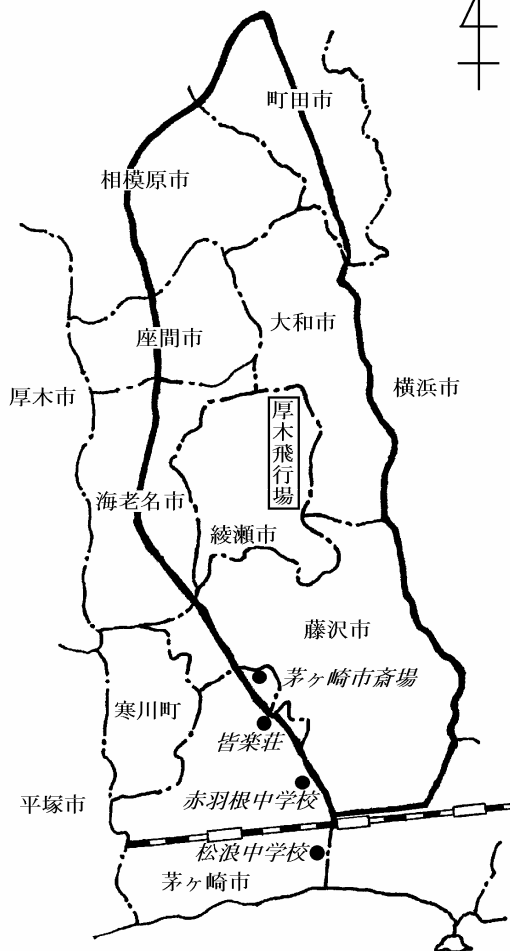 町田市
相模原市
大和市
座間市
横浜市
厚木市
厚木飛行場
海老名市
綾瀬市
藤沢市
茅ヶ崎市斎場
寒川町
皆楽荘
赤羽根中学校
平塚市
松浪中学校
茅ヶ崎市